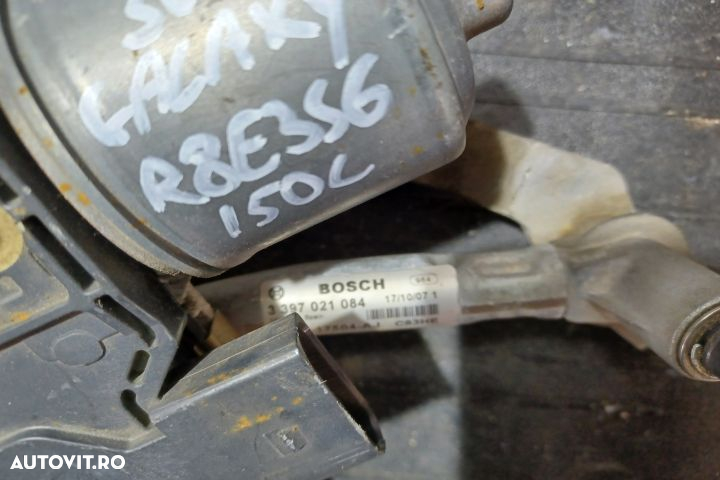 GALAXY
R8E356
150L
BOSCH
3 397 021 084 17/10/07 1
AUTOVIT.RO